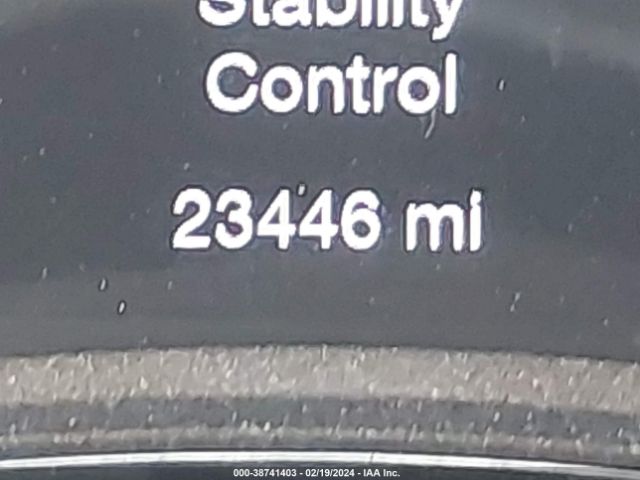 Stability
Control
23446 mi
000-38741403 - 02/19/2024 - IAA Inc.